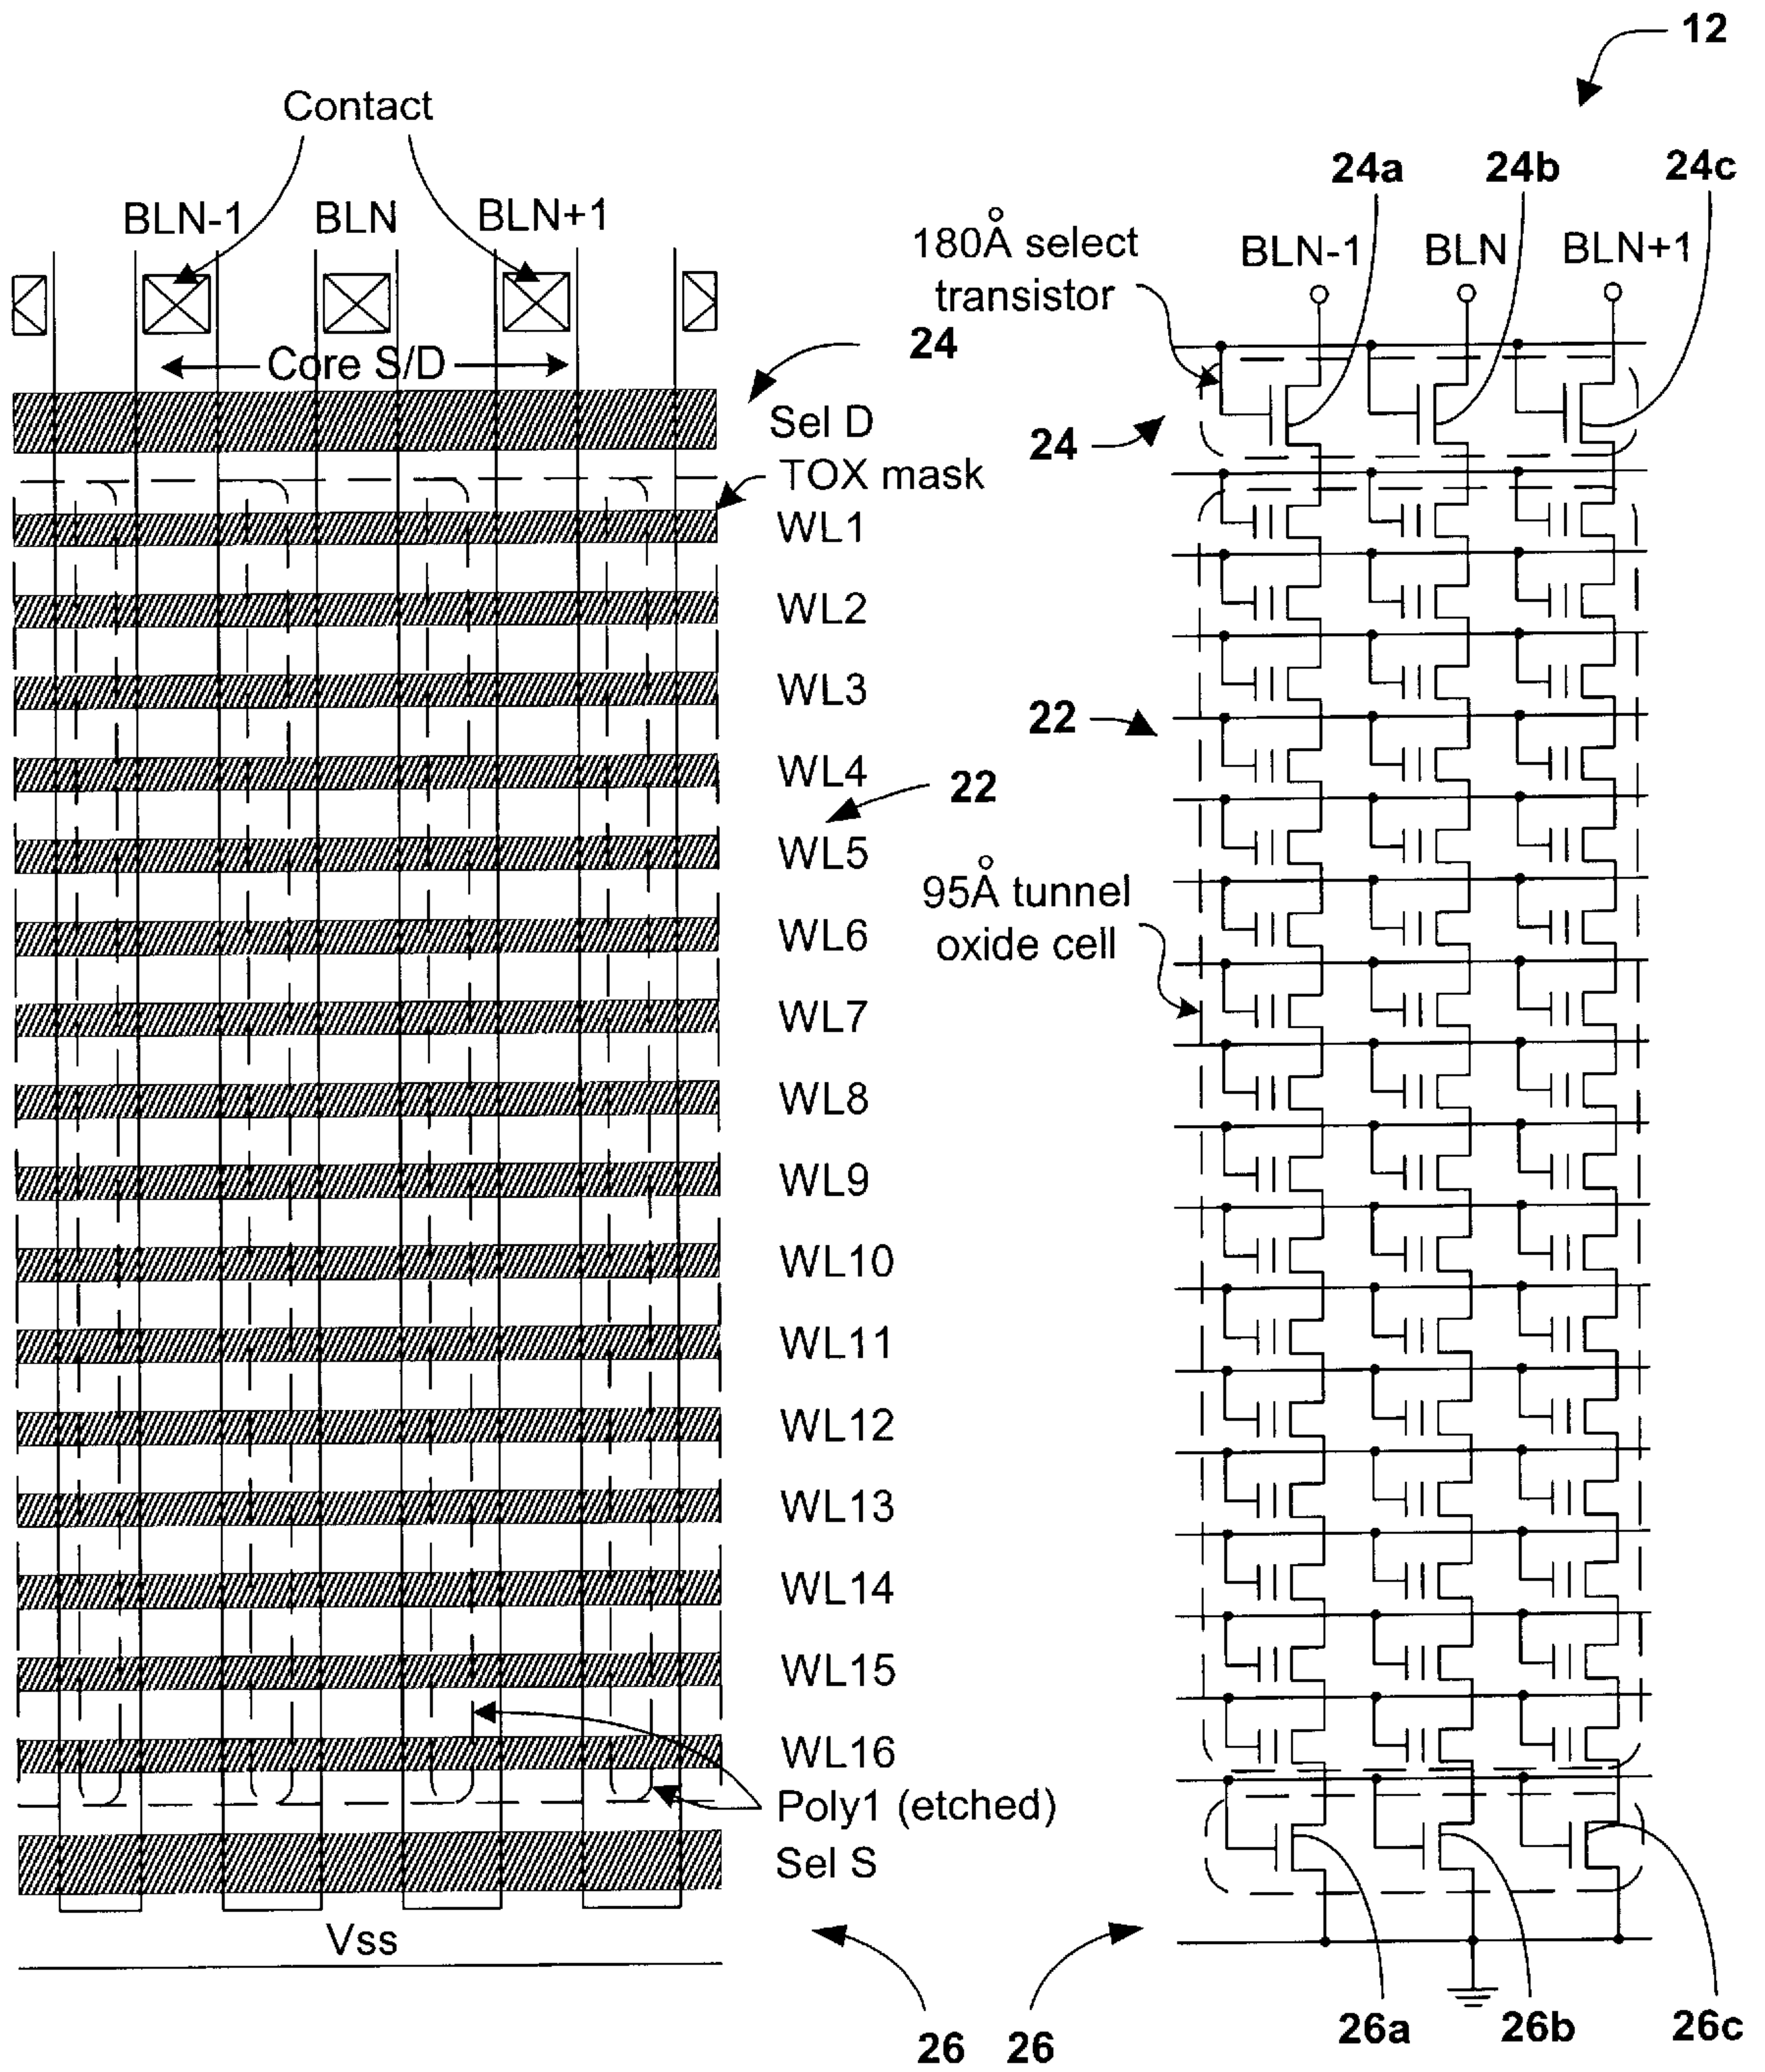 12
Contact
24a
24b
24c
BLN-1
BLN
BLN+1
180Å select
transistor
BLN-1
BLN
BLN+1
Core S/D
24
Sel D
24
TOX mask
WL1
WL2
WL3
22
WL4
22
WL5
95Å tunnel
oxide cell
WL6
WL7
WL8
WL9
WL10
WL11
WL12
WL13
WL14
WL15
WL16
Poly1 (etched)
Sel S
Vss
26
26
26a
26b
26c